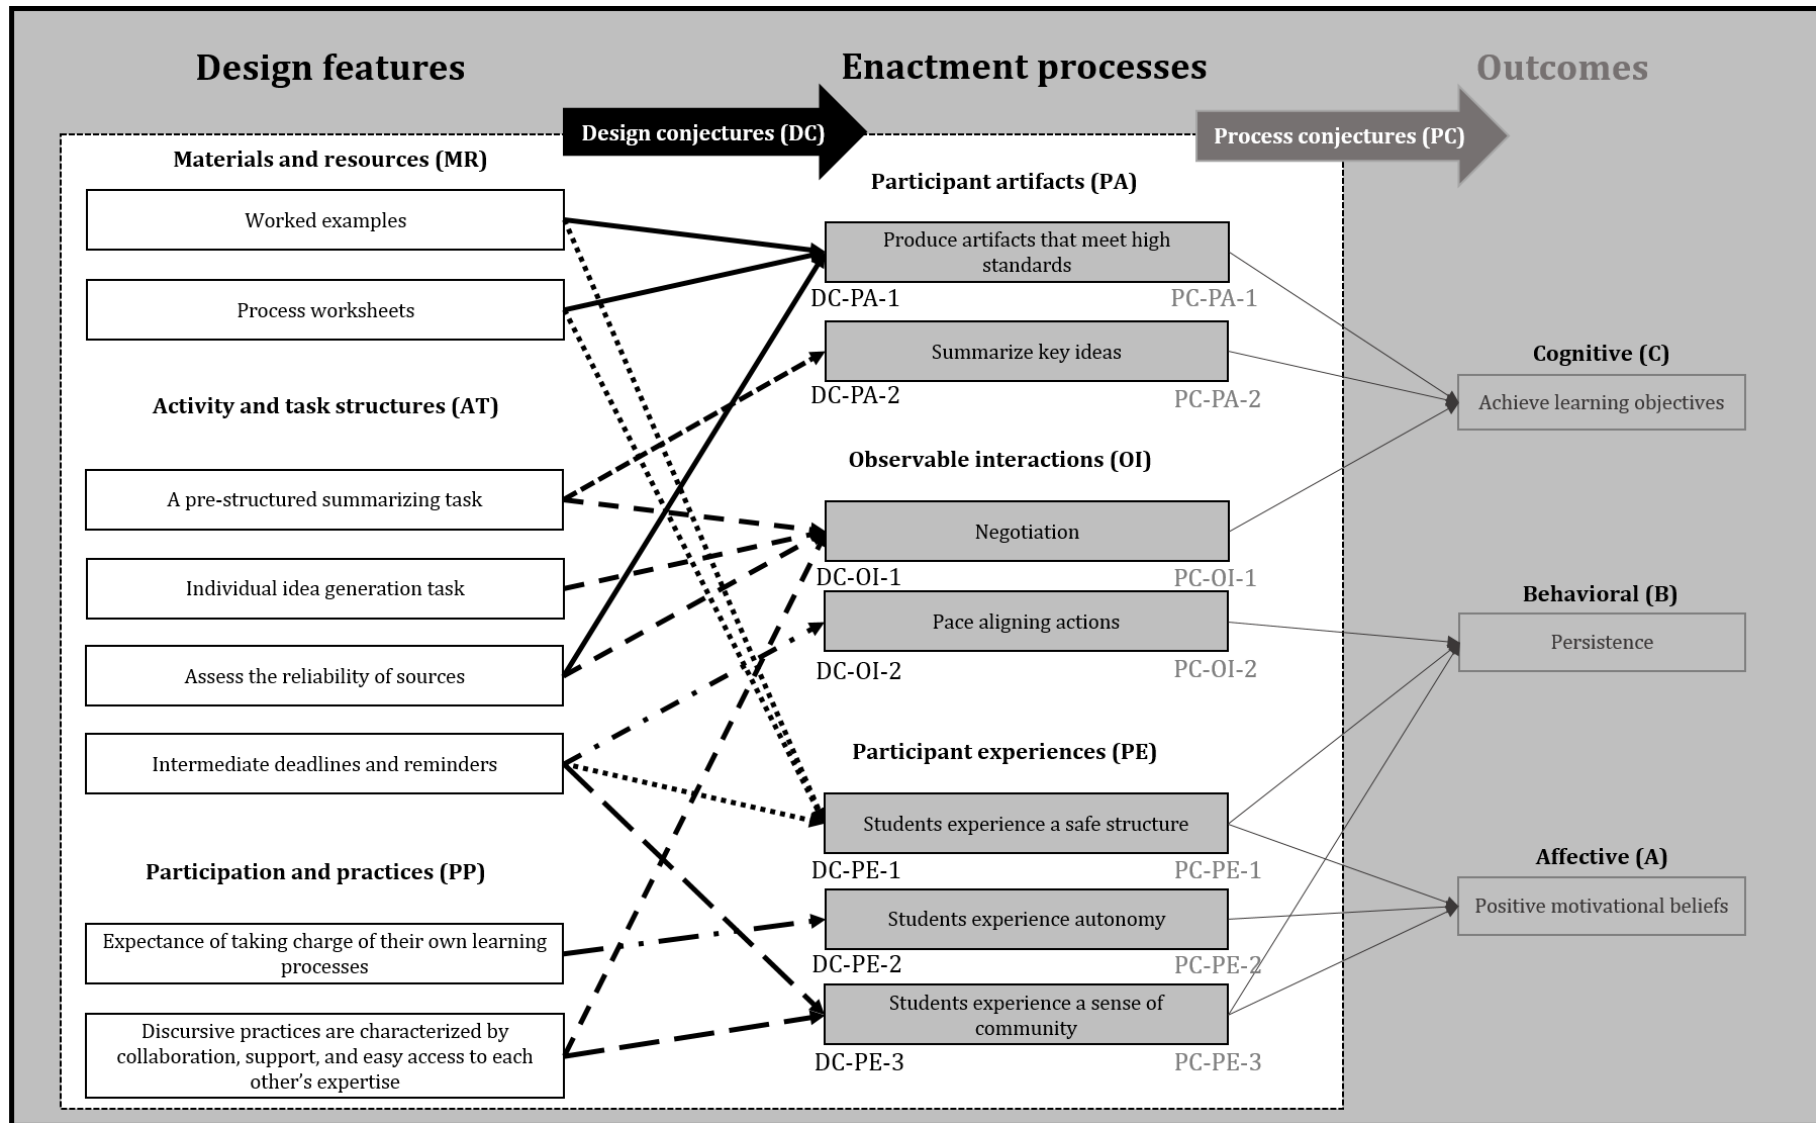 Design features
Enactment processes
Outcomes
Design conjectures (DC)
Process conjectures (PC)
Materials and resources (MR)
Worked examples
Process worksheets
Activity and task structures (AT)
A pre-structured summarizing task
Individual idea generation task
Assess the reliability of sources
Intermediate deadlines and reminders
Participation and practices (PP)
Expectance of taking charge of their own learning
processes
Discursive practices are characterized by
collaboration, support, and easy access to each
other’s expertise
Participant artifacts (PA)
Produce artifacts that meet high
standards
DC-PA-1
PC-PA-1
Summarize key ideas
DC-PA-2
PC-PA-2
Observable interactions (OI)
Negotiation
DC-OI-1
PC-OI-1
Pace aligning actions
DC-OI-2
PC-OI-2
Participant experiences (PE)
Students experience a safe structure
DC-PE-1
PC-PE-1
Students experience autonomy
DC-PE-2
PC-PE-2
Students experience a sense of
community
DC-PE-3
PC-PE-3
Cognitive (C)
Achieve learning objectives
Behavioral (B)
Persistence
Affective (A)
Positive motivational beliefs